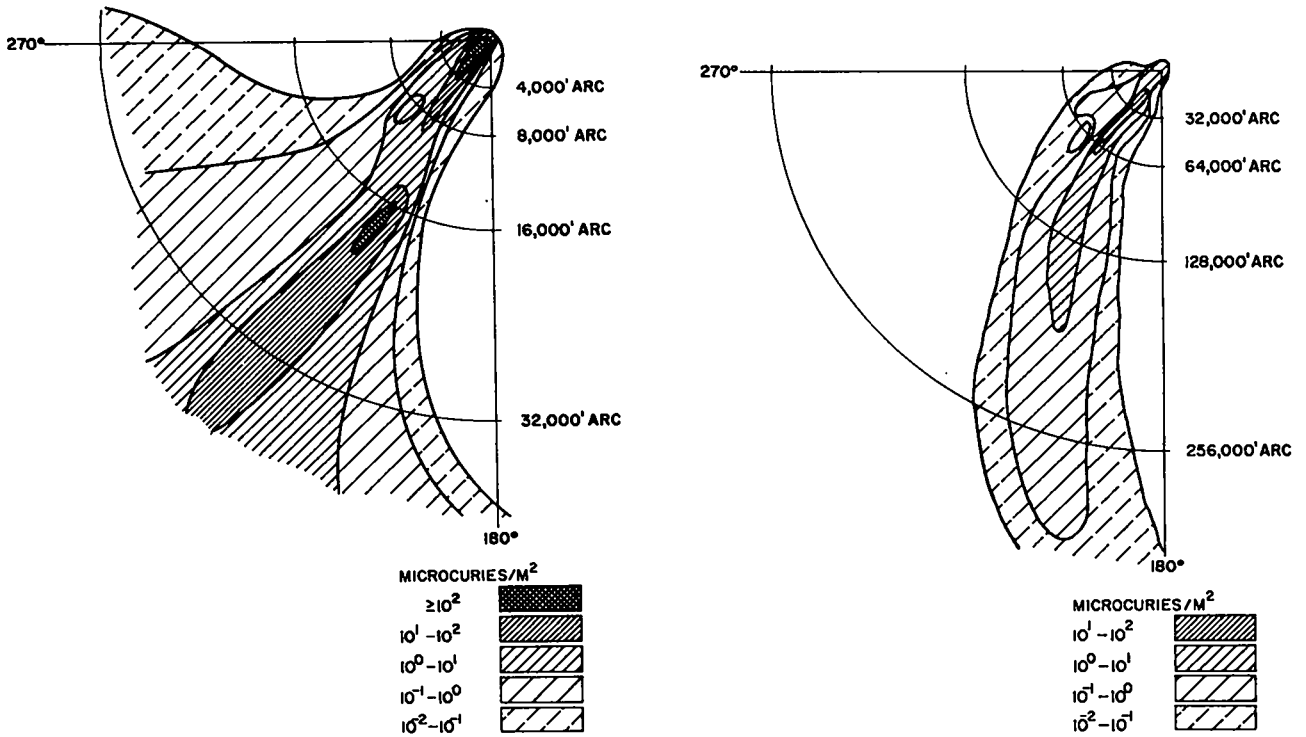 270°
4,000' ARC
8,000' ARC
16,000' ARC
32,000' ARC
180°
MICROCURIES/M²
≥10²
10¹ –10²
10⁰ –10¹
10⁻¹ –10⁰
10⁻² –10⁻¹
270°
32,000' ARC
64,000' ARC
128,000' ARC
256,000' ARC
180°
MICROCURIES/M²
10¹ –10²
10⁰ –10¹
10⁻¹ –10⁰
10⁻² –10⁻¹